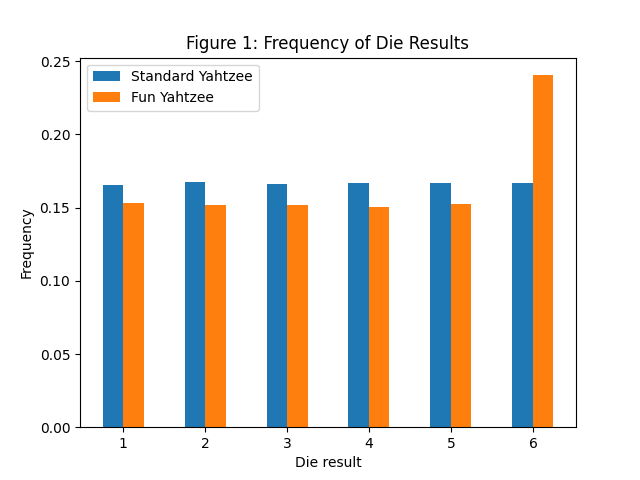 Figure 1: Frequency of Die Results
Standard Yahtzee
Fun Yahtzee
Frequency
0.25
0.20
0.15
0.10
0.05
0.00
1 2 3 4 5 6
Die result